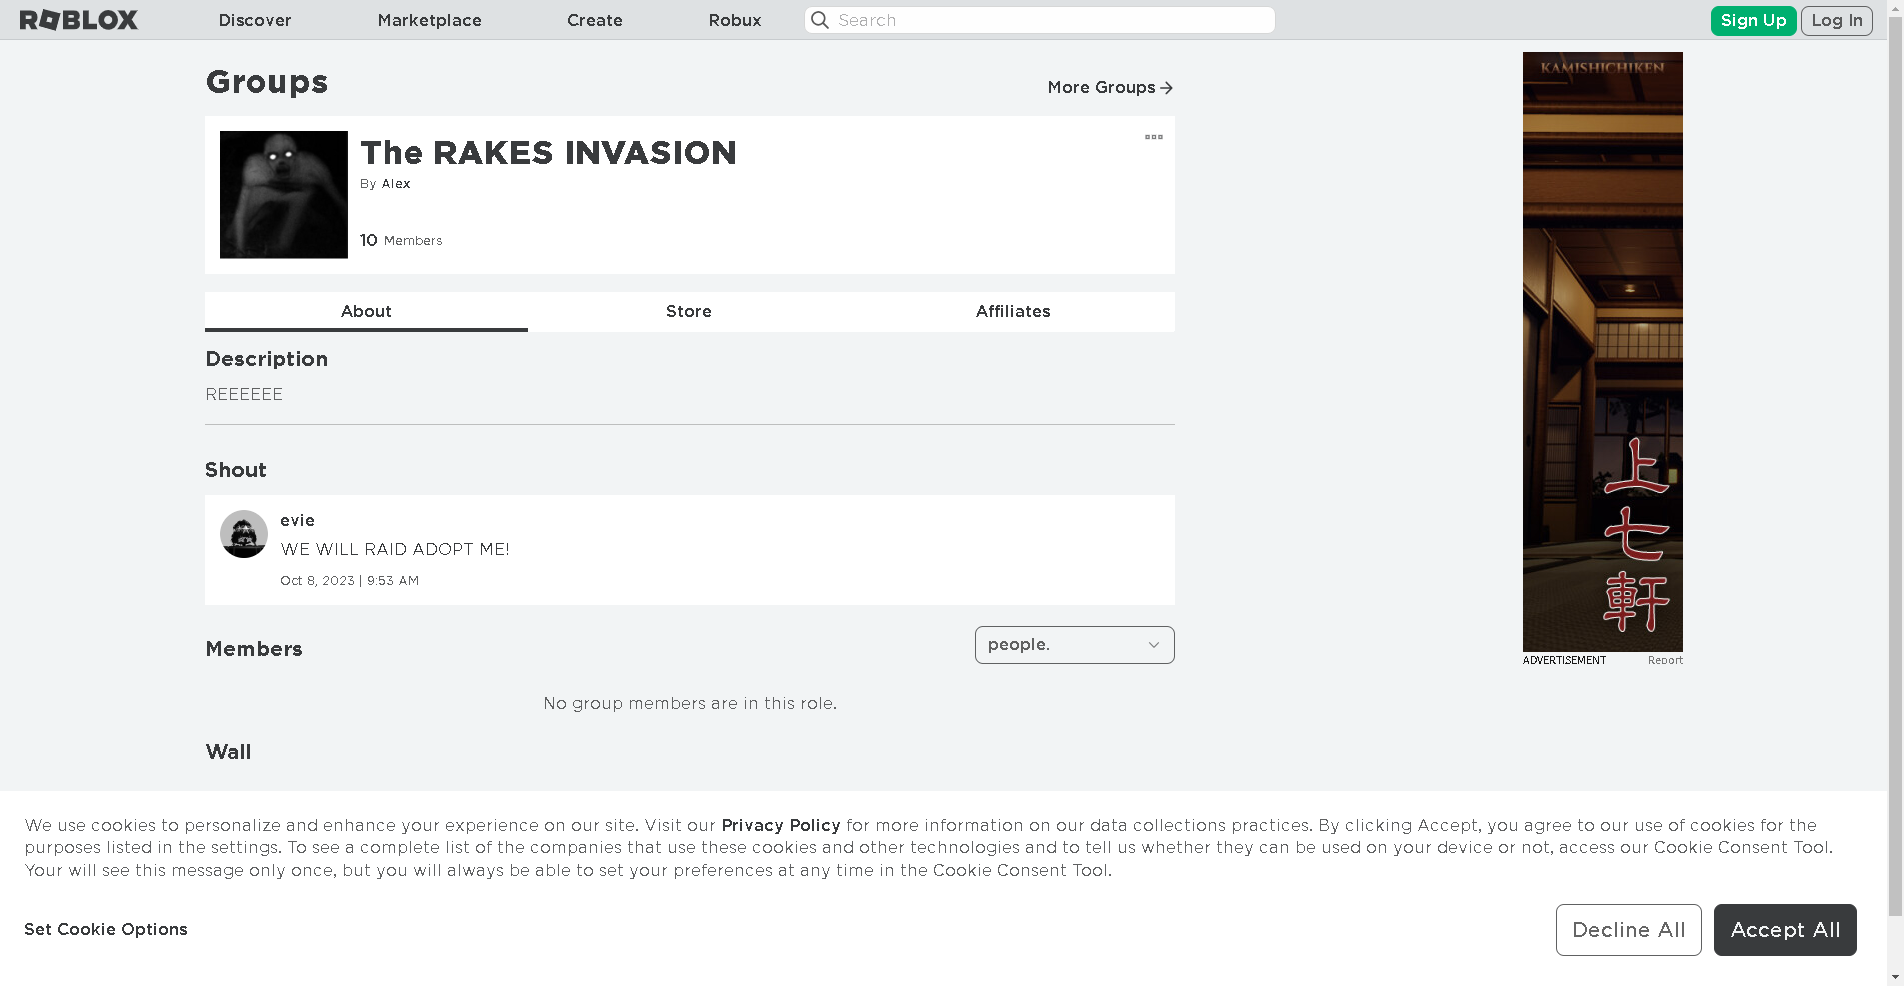 ROBLOX
Discover
Marketplace
Create
Robux
Search
Sign Up
Log In
Groups
More Groups
The RAKES INVASION
By Alex
10 Members
About
Store
Affiliates
Description
REEEEEE
Shout
evie
WE WILL RAID ADOPT ME!
Oct 8, 2023 | 9:53 AM
Members
people.
No group members are in this role.
Wall
KAMISHICHIKEN
上
七
軒
ADVERTISEMENT
Report
We use cookies to personalize and enhance your experience on our site. Visit our Privacy Policy for more information on our data collections practices. By clicking Accept, you agree to our use of cookies for the
purposes listed in the settings. To see a complete list of the companies that use these cookies and other technologies and to tell us whether they can be used on your device or not, access our Cookie Consent Tool.
Your will see this message only once, but you will always be able to set your preferences at any time in the Cookie Consent Tool.
Set Cookie Options
Decline All
Accept All